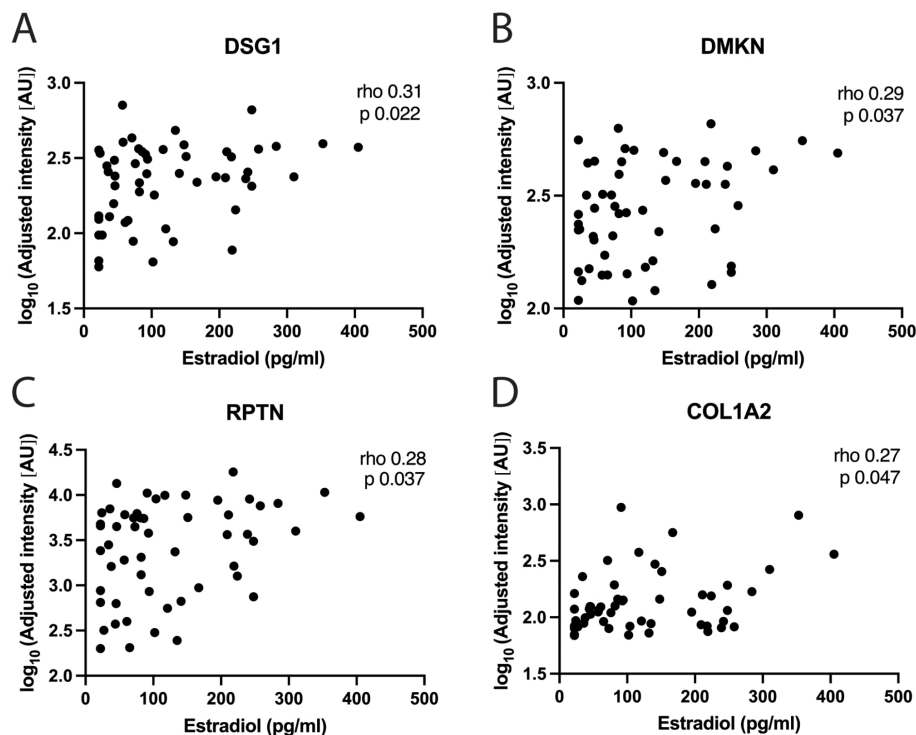 A
DSG1
rho 0.31
p 0.022
log10 (Adjusted intensity [AU])
3.0
2.5
2.0
1.5
0 100 200 300 400 500
Estradiol (pg/ml)
B
DMKN
rho 0.29
p 0.037
log10 (Adjusted intensity [AU])
3.0
2.5
2.0
0 100 200 300 400 500
Estradiol (pg/ml)
C
RPTN
rho 0.28
p 0.037
log10 (Adjusted intensity [AU])
4.5
4.0
3.5
3.0
2.5
2.0
0 100 200 300 400 500
Estradiol (pg/ml)
D
COL1A2
rho 0.27
p 0.047
log10 (Adjusted intensity [AU])
3.5
3.0
2.5
2.0
1.5
0 100 200 300 400 500
Estradiol (pg/ml)